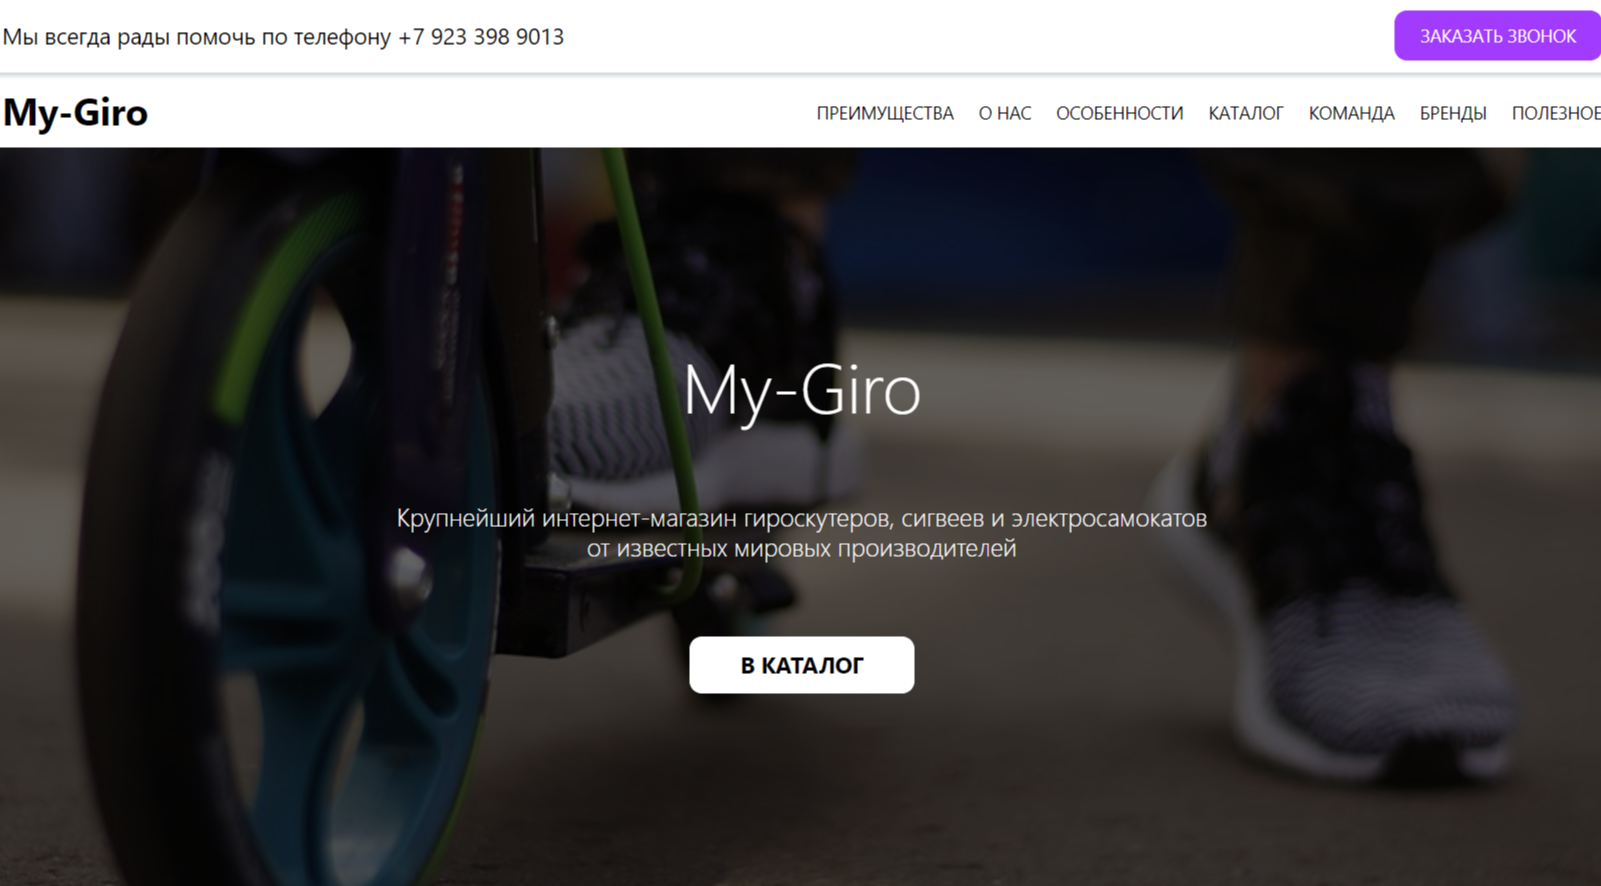 Мы всегда рады помочь по телефону +7 923 398 9013
ЗАКАЗАТЬ ЗВОНОК
My-Giro
ПРЕИМУЩЕСТВА О НАС ОСОБЕННОСТИ КАТАЛОГ КОМАНДА БРЕНДЫ ПОЛЕЗНОЕ
My-Giro
Крупнейший интернет-магазин гироскутеров, сигвеев и электросамокатов
от известных мировых производителей
В КАТАЛОГ